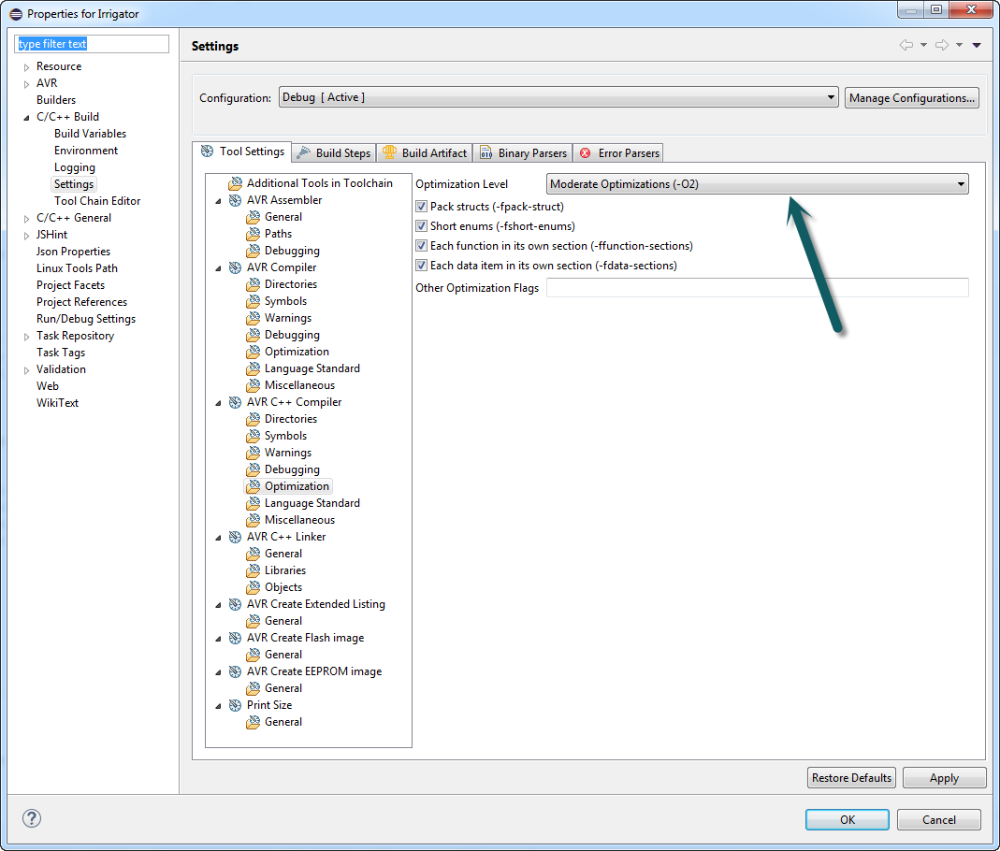 Properties for Irrigator
type filter text
Resource
AVR
Builders
C/C++ Build
Build Variables
Environment
Logging
Settings
Tool Chain Editor
C/C++ General
JSHint
Json Properties
Linux Tools Path
Project Facets
Project References
Run/Debug Settings
Task Repository
Task Tags
Validation
Web
WikiText
Settings
Configuration: Debug [ Active ] Manage Configurations...
Tool Settings Build Steps Build Artifact Binary Parsers Error Parsers
Additional Tools in Toolchain
AVR Assembler
General
Paths
Debugging
AVR Compiler
Directories
Symbols
Warnings
Debugging
Optimization
Language Standard
Miscellaneous
AVR C++ Compiler
Directories
Symbols
Warnings
Debugging
Optimization
Language Standard
Miscellaneous
AVR C++ Linker
General
Libraries
Objects
AVR Create Extended Listing
General
AVR Create Flash image
General
AVR Create EEPROM image
General
Print Size
General
Optimization Level Moderate Optimizations (-O2)
Pack structs (-fpack-struct)
Short enums (-fshort-enums)
Each function in its own section (-ffunction-sections)
Each data item in its own section (-fdata-sections)
Other Optimization Flags
Restore Defaults Apply
? OK Cancel